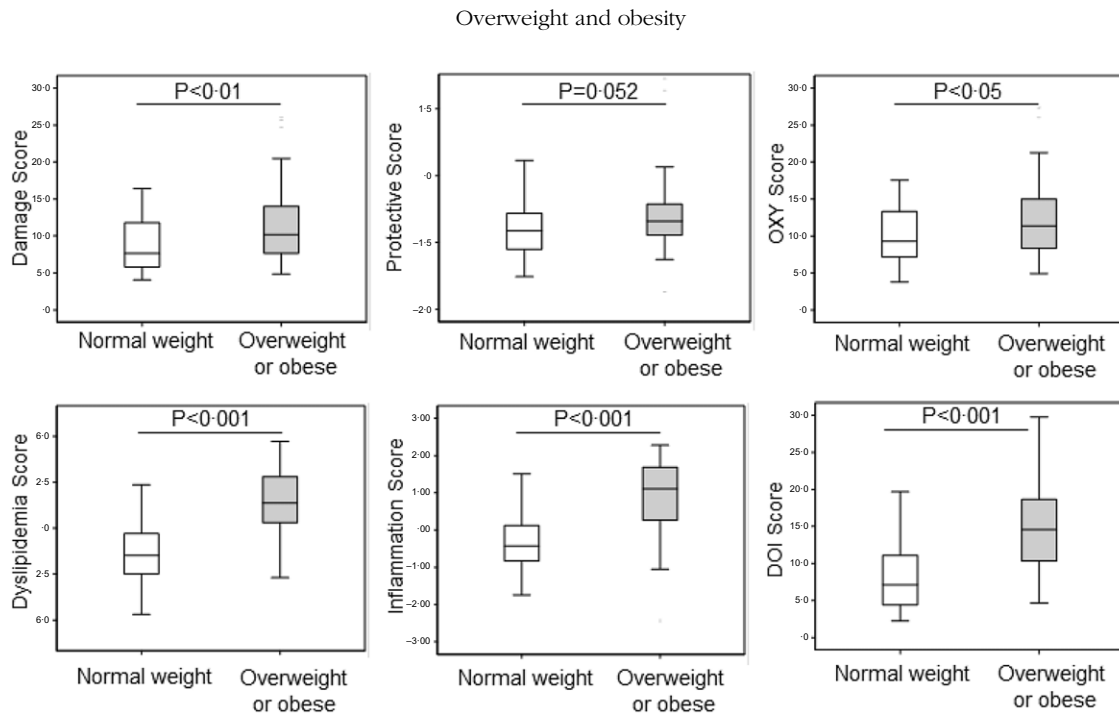 Overweight and obesity
P<0·01
30·0
25·0
20·0
15·0
10·0
5·0
·0
Damage Score
Normal weight
Overweight
or obese
P=0·052
1·5
·0
−1·5
−2·0
Protective Score
Normal weight
Overweight
or obese
P<0·05
30·0
25·0
20·0
15·0
10·0
5·0
·0
OXY Score
Normal weight
Overweight
or obese
P<0·001
6·0
2·5
·0
2·5
6·0
Dyslipidemia Score
Normal weight
Overweight
or obese
P<0·001
3·00
2·00
1·00
·00
−1·00
−2·00
−3·00
Inflammation Score
Normal weight
Overweight
or obese
P<0·001
30·0
25·0
20·0
15·0
10·0
5·0
·0
DOI Score
Normal weight
Overweight
or obese